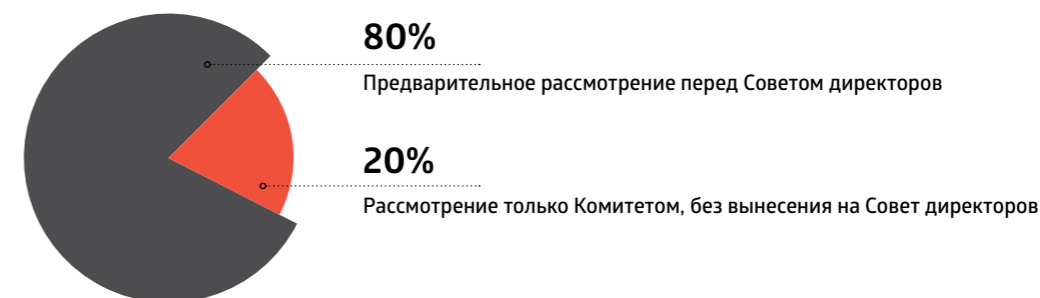 80%
Предварительное рассмотрение перед Советом директоров
20%
Рассмотрение только Комитетом, без вынесения на Совет директоров